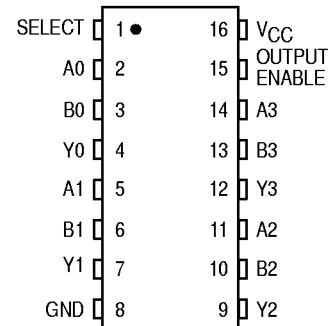 SELECT 1 16 VCC
A0 2 15 OUTPUT ENABLE
B0 3 14 A3
Y0 4 13 B3
A1 5 12 Y3
B1 6 11 A2
Y1 7 10 B2
GND 8 9 Y2